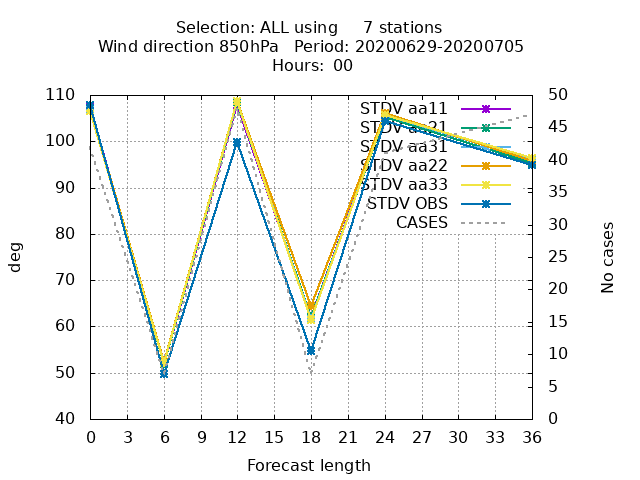 Selection: ALL using     7 stations
Wind direction 850hPa   Period: 20200629-20200705
Hours:  00
110
100
90
80
70
60
50
40
deg
50
45
40
35
30
25
20
15
10
5
0
No cases
STDV aa11
STDV aa21
STDV aa31
STDV aa22
STDV aa33
STDV OBS
CASES
0 3 6 9 12 15 18 21 24 27 30 33 36
Forecast length